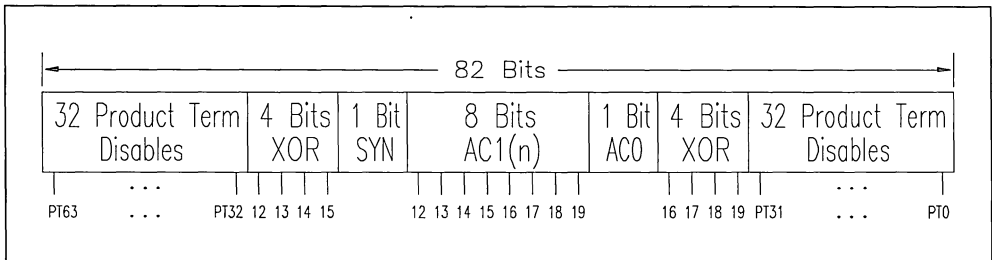 82 Bits
32 Product Term Disables
4 Bits XOR
1 Bit SYN
8 Bits AC1(n)
1 Bit AC0
4 Bits XOR
32 Product Term Disables
PT63 ... PT32 12 13 14 15 12 13 14 15 16 17 18 19 16 17 18 19 PT31 ... PT0